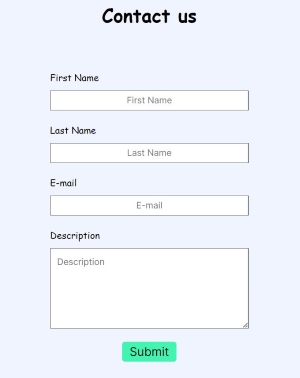 Contact us
First Name
First Name
Last Name
Last Name
E-mail
E-mail
Description
Description
Submit